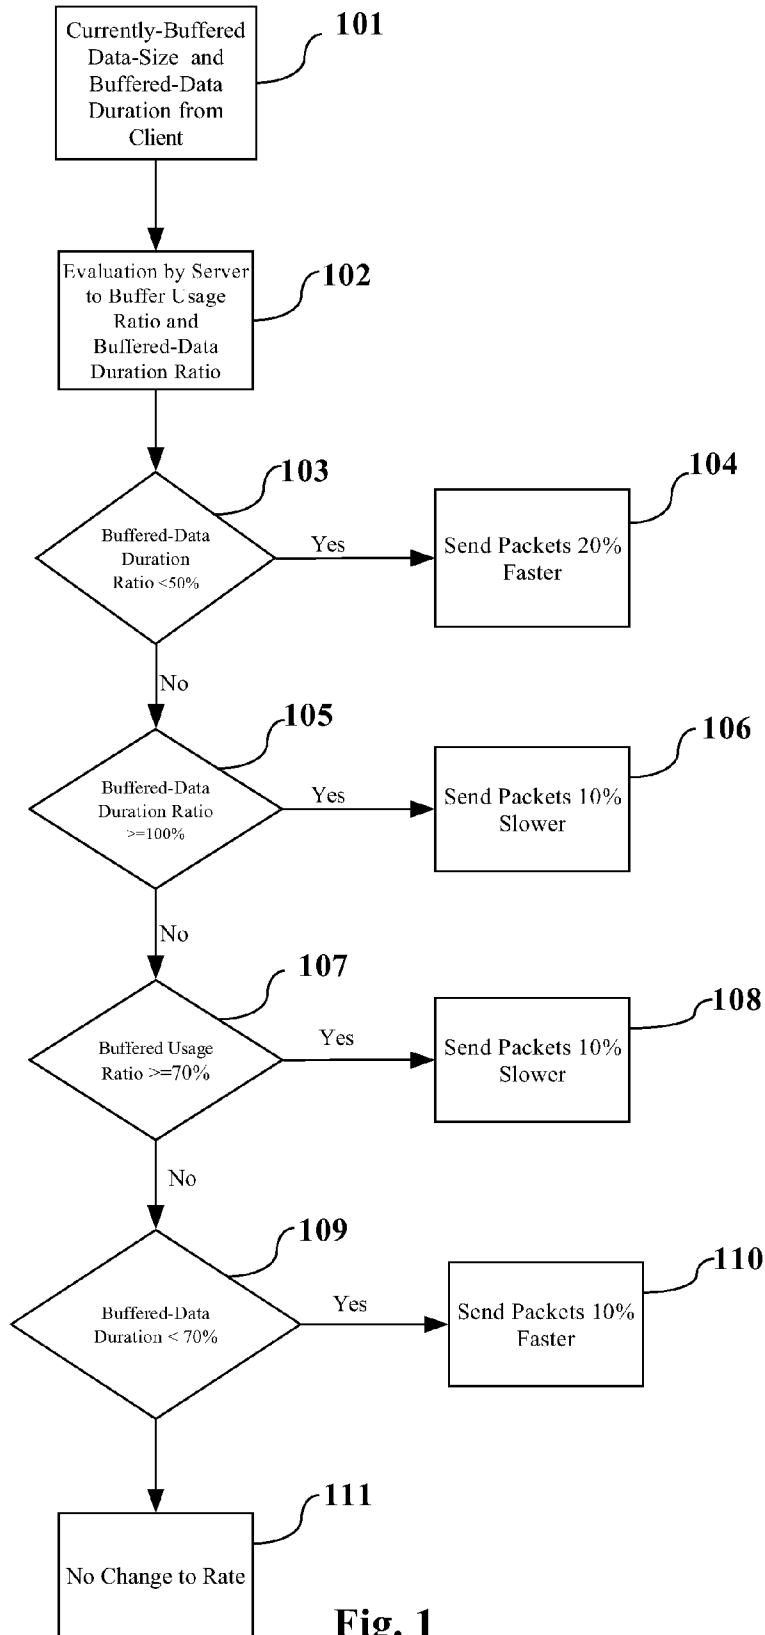 Currently-Buffered
Data-Size and
Buffered-Data
Duration from
Client
101
Evaluation by Server
to Buffer Usage
Ratio and
Buffered-Data
Duration Ratio
102
Buffered-Data
Duration
Ratio <50%
103
Yes
Send Packets 20%
Faster
104
No
Buffered-Data
Duration Ratio
>=100%
105
Yes
Send Packets 10%
Slower
106
No
Buffered Usage
Ratio >=70%
107
Yes
Send Packets 10%
Slower
108
No
Buffered-Data
Duration < 70%
109
Yes
Send Packets 10%
Faster
110
No Change to Rate
111
Fig. 1